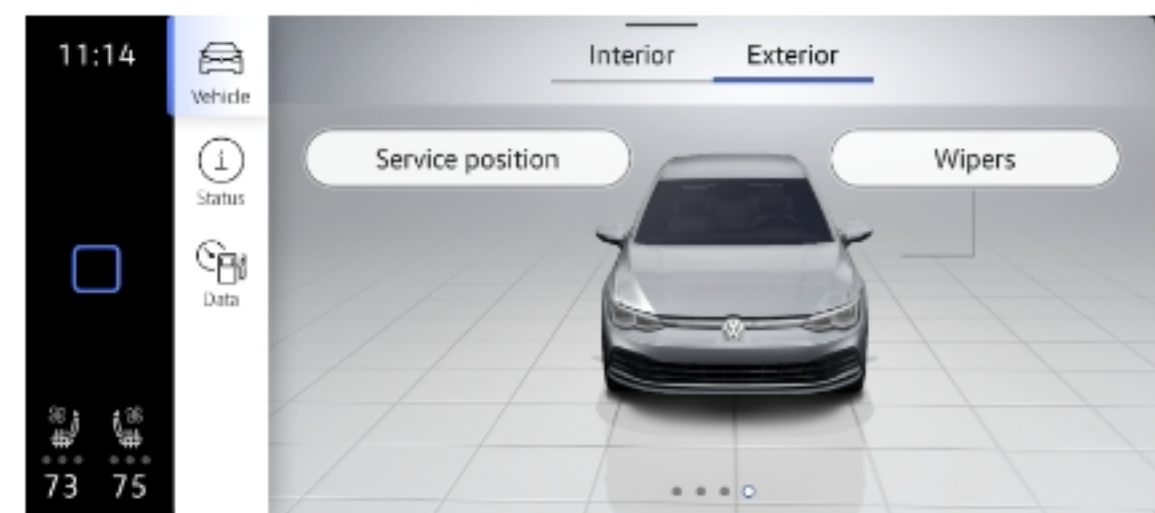 11:14
Vehicle
Status
Data
73 75
Interior Exterior
Service position
Wipers